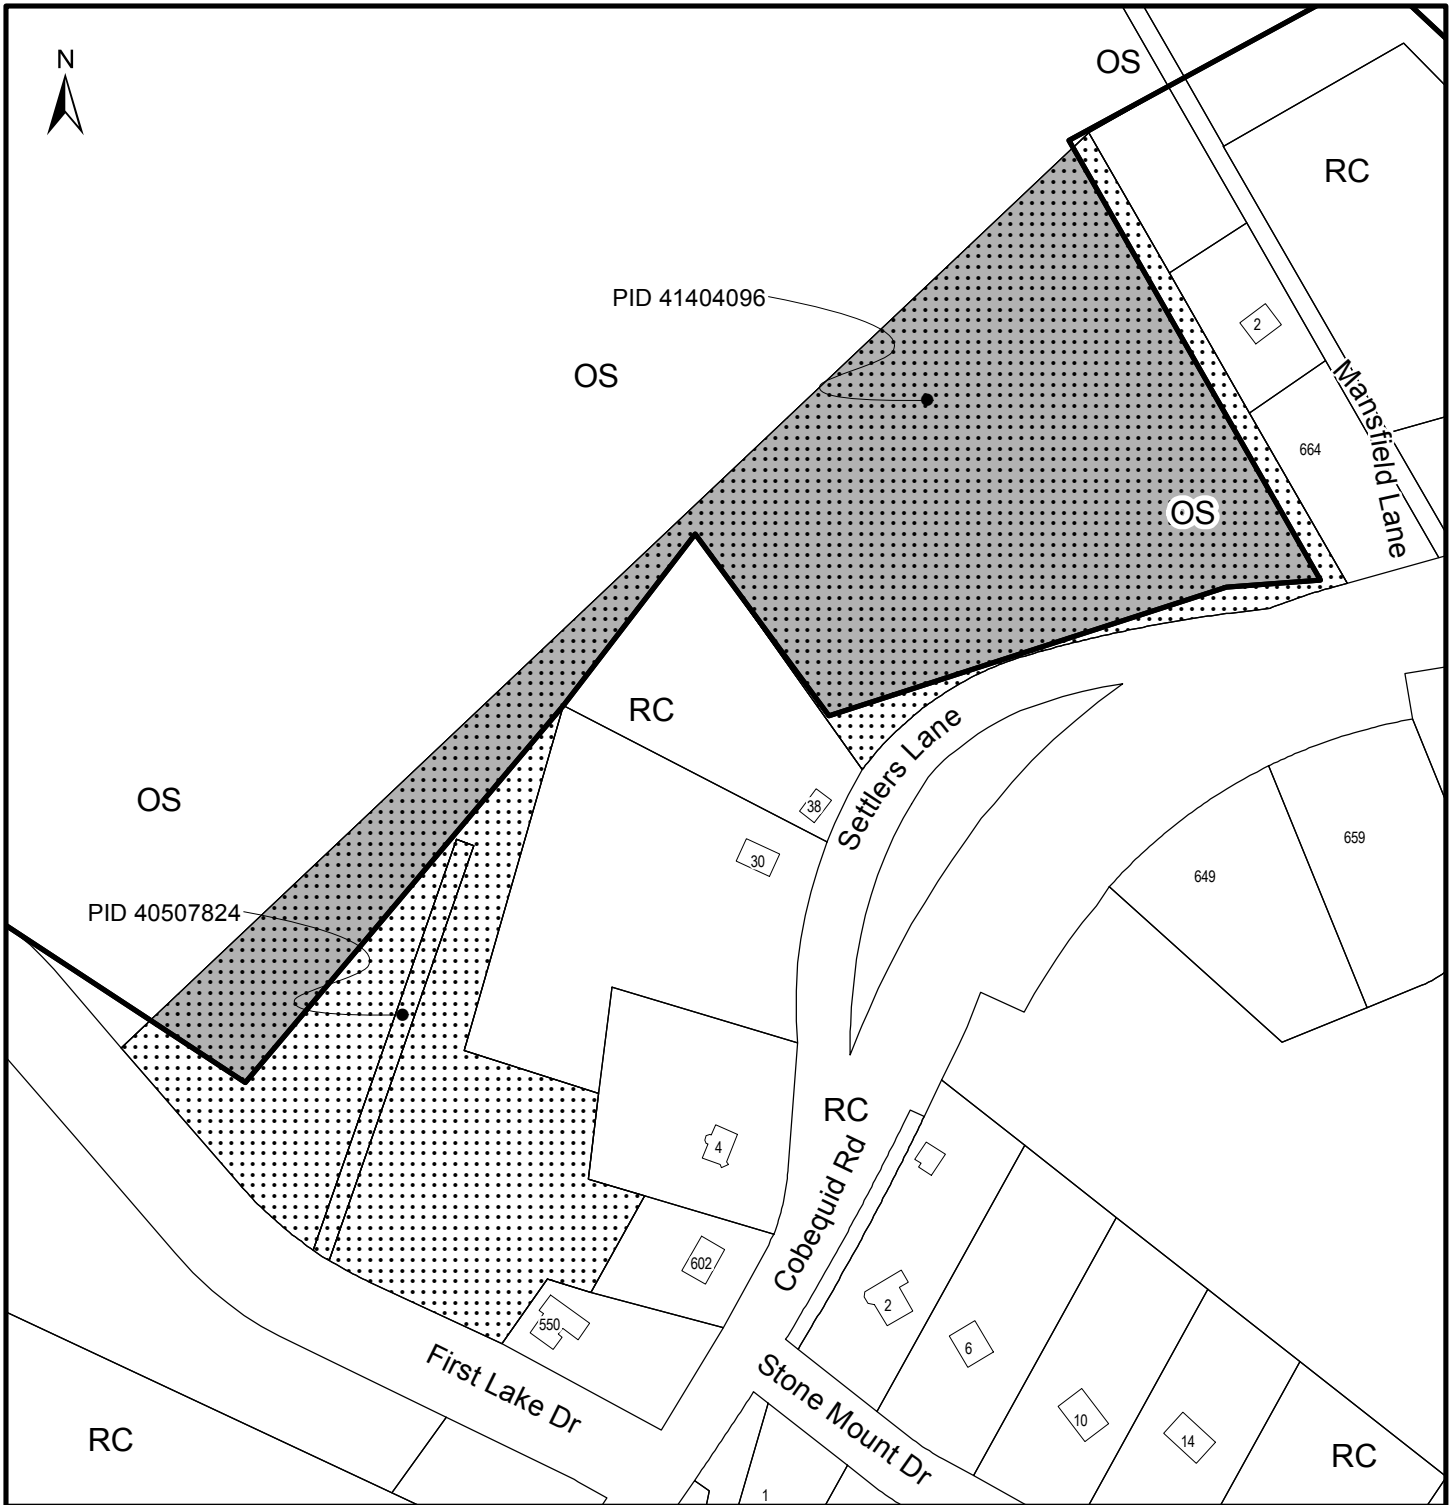 N
OS
RC
PID 41404096
2
OS
Mansfield Lane
664
OS
RC
Settlers Lane
OS
38
659
30
649
PID 40507824
RC
4
Cobequid Rd
602
2
550
6
First Lake Dr
Stone Mount Dr
10
14
RC
RC
1